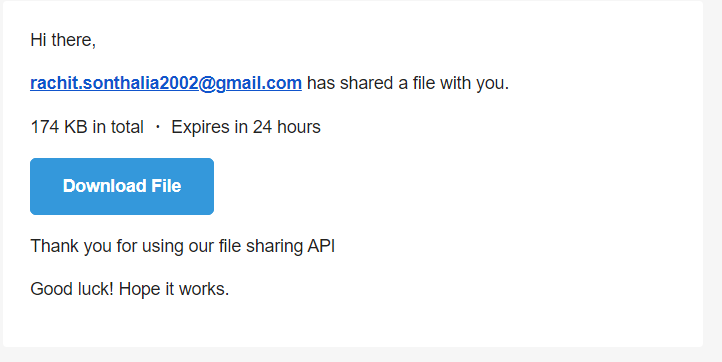 Hi there,
rachit.sonthalia2002@gmail.com has shared a file with you.
174 KB in total · Expires in 24 hours
Download File
Thank you for using our file sharing API
Good luck! Hope it works.